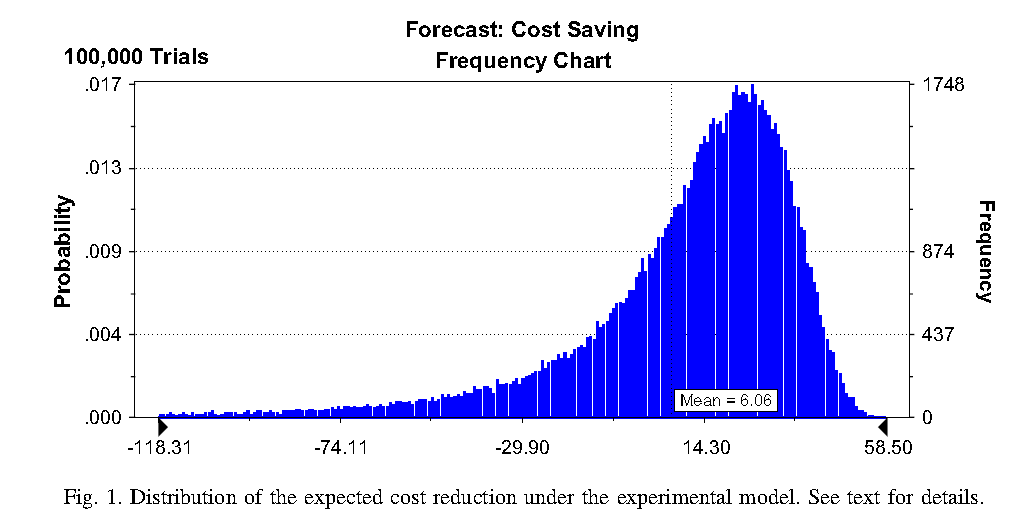 Forecast: Cost Saving
100,000 Trials
Frequency Chart
.017
.013
.009
.004
.000
Probability
1748
874
437
0
Frequency
Mean = 6.06
-118.31
-74.11
-29.90
14.30
58.50
Fig. 1. Distribution of the expected cost reduction under the experimental model. See text for details.